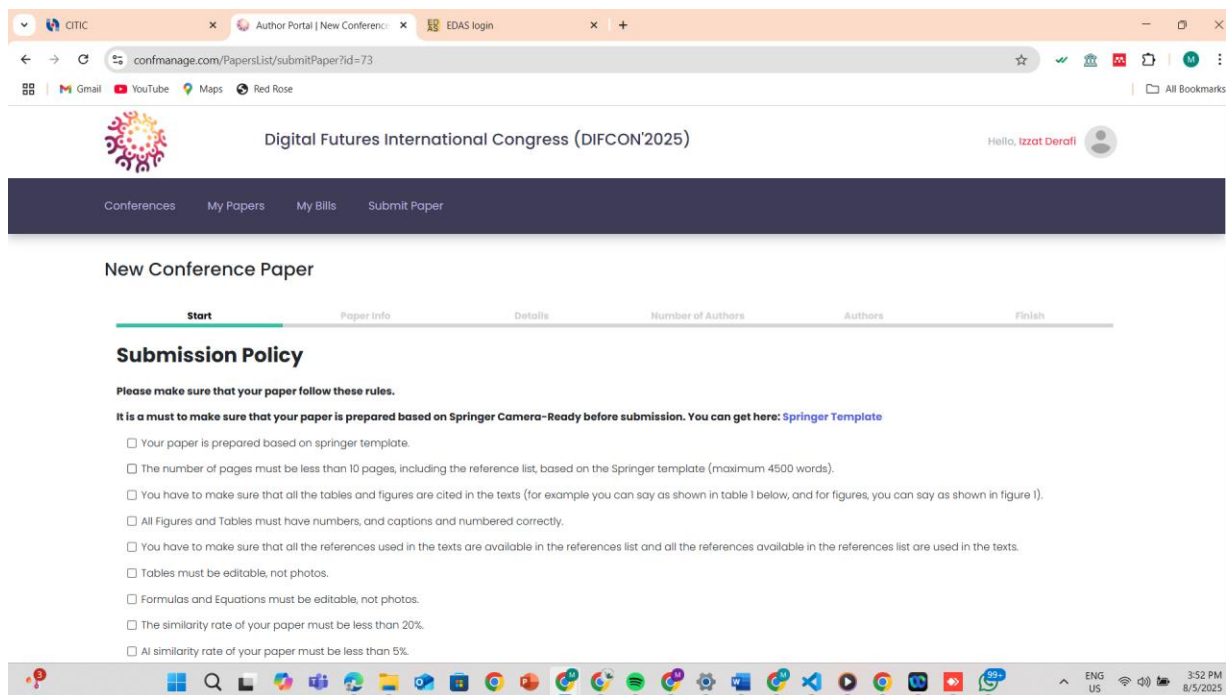 CITIC
Author Portal | New Conference
EDAS login
confmanage.com/PapersList/submitPaper?id=73
M
Gmail
YouTube
Maps
Red Rose
All Bookmarks
Digital Futures International Congress (DIFCON'2025)
Hello, Izzat Derafi
Conferences
My Papers
My Bills
Submit Paper
New Conference Paper
Start
Paper Info
Details
Number of Authors
Authors
Finish
Submission Policy
Please make sure that your paper follow these rules.
It is a must to make sure that your paper is prepared based on Springer Camera-Ready before submission. You can get here: Springer Template
Your paper is prepared based on springer template.
The number of pages must be less than 10 pages, including the reference list, based on the Springer template (maximum 4500 words).
You have to make sure that all the tables and figures are cited in the texts (for example you can say as shown in table 1 below, and for figures, you can say as shown in figure 1).
All Figures and Tables must have numbers, and captions and numbered correctly.
You have to make sure that all the references used in the texts are available in the references list and all the references available in the references list are used in the texts.
Tables must be editable, not photos.
Formulas and Equations must be editable, not photos.
The similarity rate of your paper must be less than 20%.
AI similarity rate of your paper must be less than 5%.
3
99+
ENG
US
3:52 PM
8/5/2025